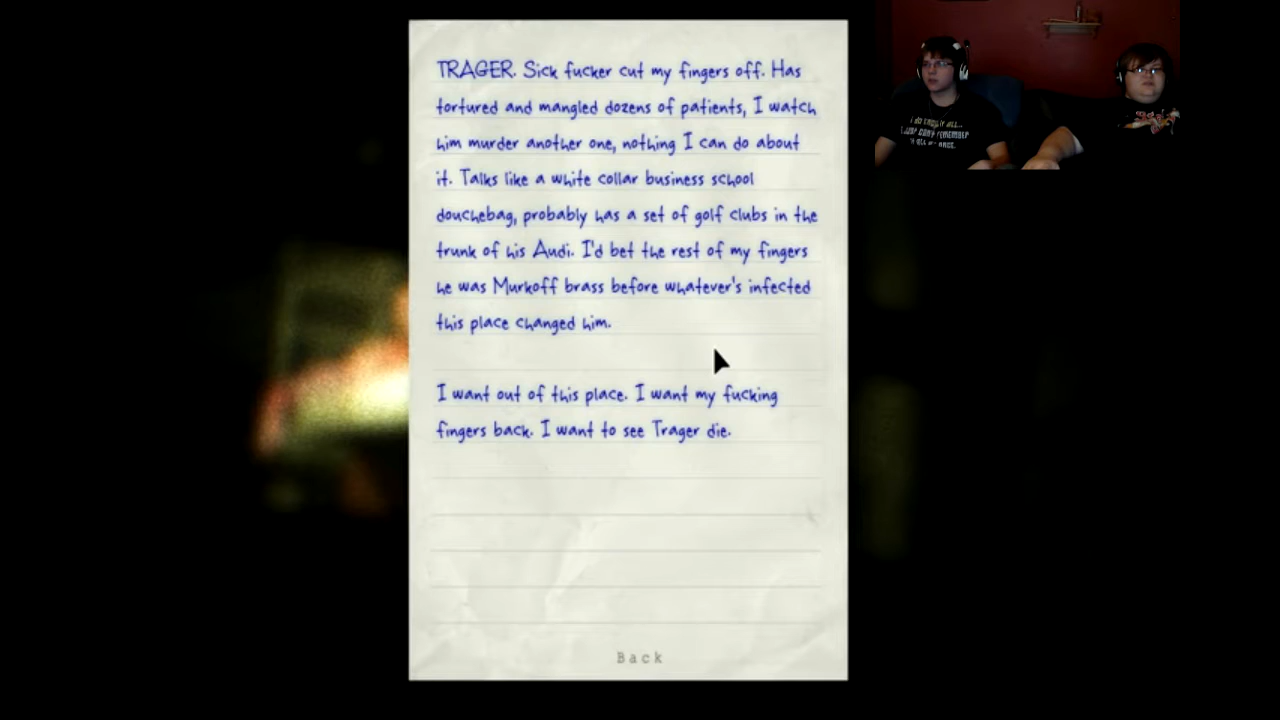 TRAGER. Sick fucker cut my fingers off. Has
tortured and mangled dozens of patients, I watch
him murder another one, nothing I can do about
it. Talks like a white collar business school
douchebag, probably has a set of golf clubs in the
trunk of his Audi. I'd bet the rest of my fingers
he was Murkoff brass before whatever's infected
this place changed him.
I want out of this place. I want my fucking
fingers back. I want to see Trager die.
Back